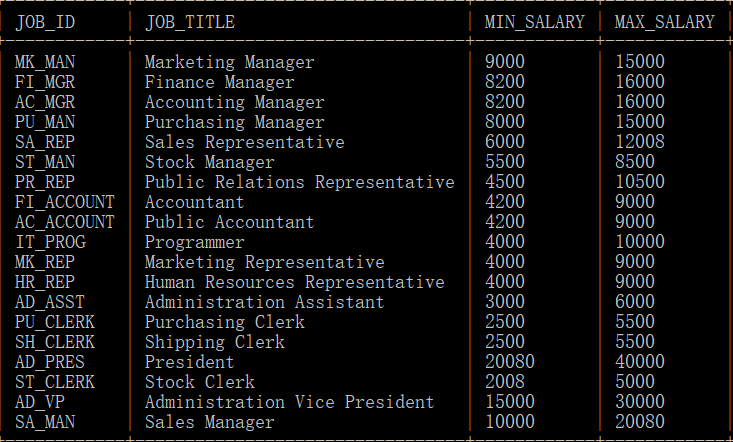 JOB_ID JOB_TITLE MIN_SALARY MAX_SALARY
MK_MAN Marketing Manager 9000 15000
FI_MGR Finance Manager 8200 16000
AC_MGR Accounting Manager 8200 16000
PU_MAN Purchasing Manager 8000 15000
SA_REP Sales Representative 6000 12008
ST_MAN Stock Manager 5500 8500
PR_REP Public Relations Representative 4500 10500
FI_ACCOUNT Accountant 4200 9000
AC_ACCOUNT Public Accountant 4200 9000
IT_PROG Programmer 4000 10000
MK_REP Marketing Representative 4000 9000
HR_REP Human Resources Representative 4000 9000
AD_ASST Administration Assistant 3000 6000
PU_CLERK Purchasing Clerk 2500 5500
SH_CLERK Shipping Clerk 2500 5500
AD_PRES President 20080 40000
ST_CLERK Stock Clerk 2008 5000
AD_VP Administration Vice President 15000 30000
SA_MAN Sales Manager 10000 20080